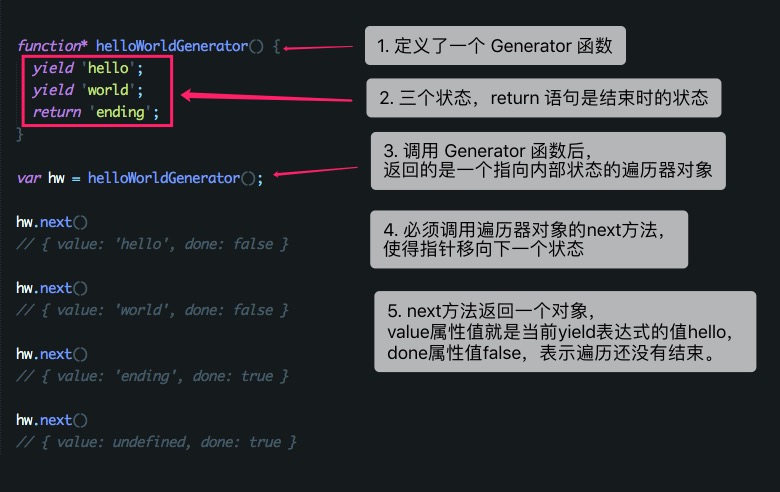 function* helloWorldGenerator() {
1. 定义了一个 Generator 函数
yield 'hello';
yield 'world';
2. 三个状态，return 语句是结束时的状态
return 'ending';
}
3. 调用 Generator 函数后，
返回的是一个指向内部状态的遍历器对象
var hw = helloWorldGenerator();
hw.next()
4. 必须调用遍历器对象的next方法，
使得指针移向下一个状态
// { value: 'hello', done: false }
hw.next()
// { value: 'world', done: false }
5. next方法返回一个对象，
value属性值就是当前yield表达式的值hello，
done属性值false，表示遍历还没有结束。
hw.next()
// { value: 'ending', done: true }
hw.next()
// { value: undefined, done: true }